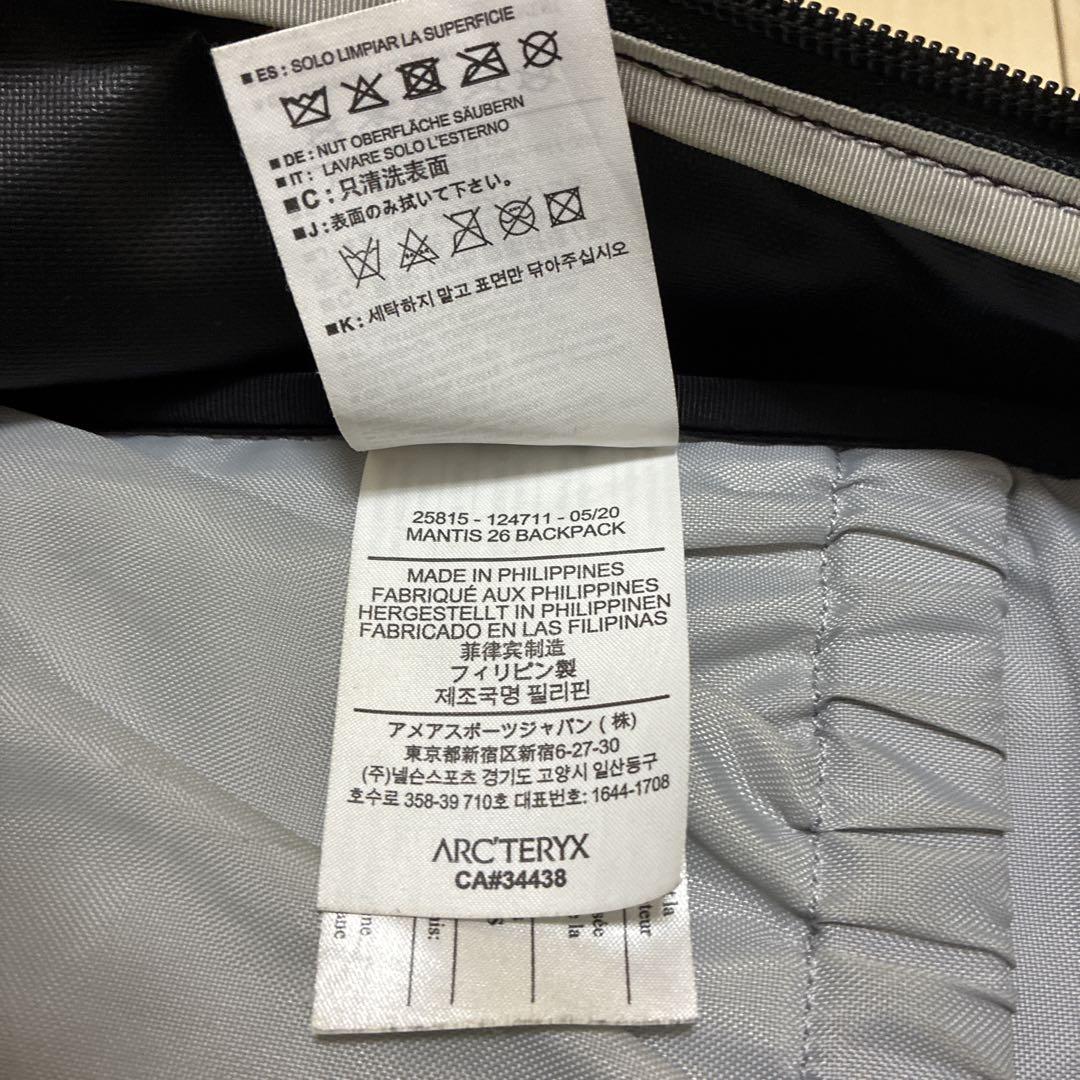 ■ES : SOLO LIMPIAR LA SUPERFICIE
■DE : NUT OBERFLÄCHE SÄUBERN
■IT : LAVARE SOLO L'ESTERNO
■C : 只清洗表面
■J : 表面のみ拭いて下さい。
■K : 세탁하지 말고 표면만 닦아주십시오
25815 - 124711 - 05/20
MANTIS 26 BACKPACK
MADE IN PHILIPPINES
FABRIQUÉ AUX PHILIPPINES
HERGESTELLT IN PHILIPPINEN
FABRICADO EN LAS FILIPINAS
菲律宾制造
フィリピン製
제조국명 필리핀
アメアスポーツジャパン ( 株)
東京都新宿区新宿6-27-30
(주)넬슨스포츠 경기도 고양시 일산동구
호수로 358-39 710호 대표번호: 1644-1708
ARC'TERYX
CA#34438